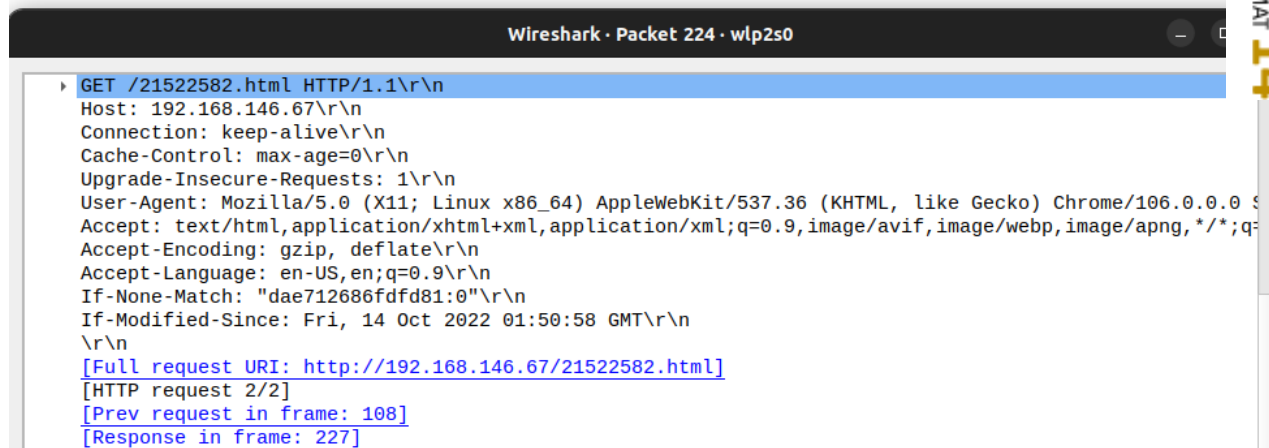 Wireshark · Packet 224 · wlp2s0
GET /21522582.html HTTP/1.1\r\n
Host: 192.168.146.67\r\n
Connection: keep-alive\r\n
Cache-Control: max-age=0\r\n
Upgrade-Insecure-Requests: 1\r\n
User-Agent: Mozilla/5.0 (X11; Linux x86_64) AppleWebKit/537.36 (KHTML, like Gecko) Chrome/106.0.0.0 S
Accept: text/html,application/xhtml+xml,application/xml;q=0.9,image/avif,image/webp,image/apng,*/*;q=
Accept-Encoding: gzip, deflate\r\n
Accept-Language: en-US,en;q=0.9\r\n
If-None-Match: "dae712686fdfd81:0"\r\n
If-Modified-Since: Fri, 14 Oct 2022 01:50:58 GMT\r\n
\r\n
[Full request URI: http://192.168.146.67/21522582.html]
[HTTP request 2/2]
[Prev request in frame: 108]
[Response in frame: 227]